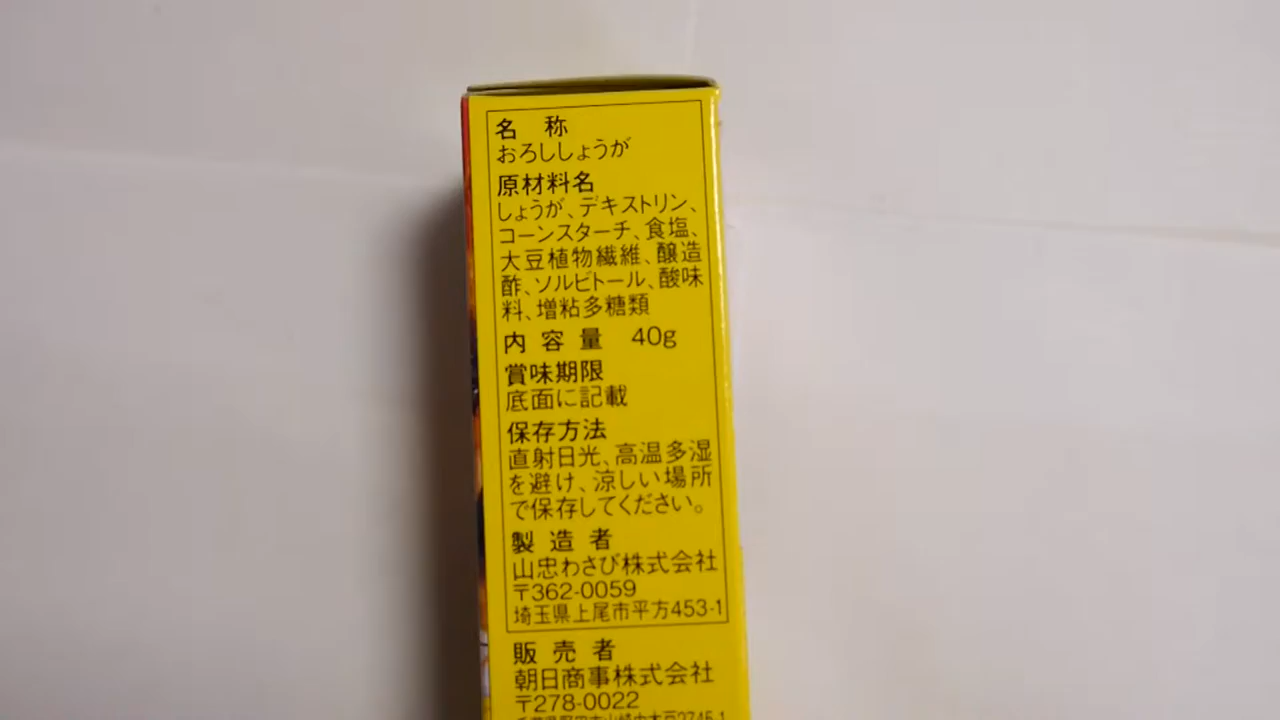 名 称
おろししょうが
原材料名
しょうが、デキストリン、
コーンスターチ、食塩、
大豆植物繊維、醸造
酢、ソルビトール、酸味
料、増粘多糖類
内 容 量 40g
賞味期限
底面に記載
保存方法
直射日光、高温多湿
を避け、涼しい場所
で保存してください。
製 造 者
山忠わさび株式会社
〒362-0059
埼玉県上尾市平方453-1
販 売 者
朝日商事株式会社
〒278-0022